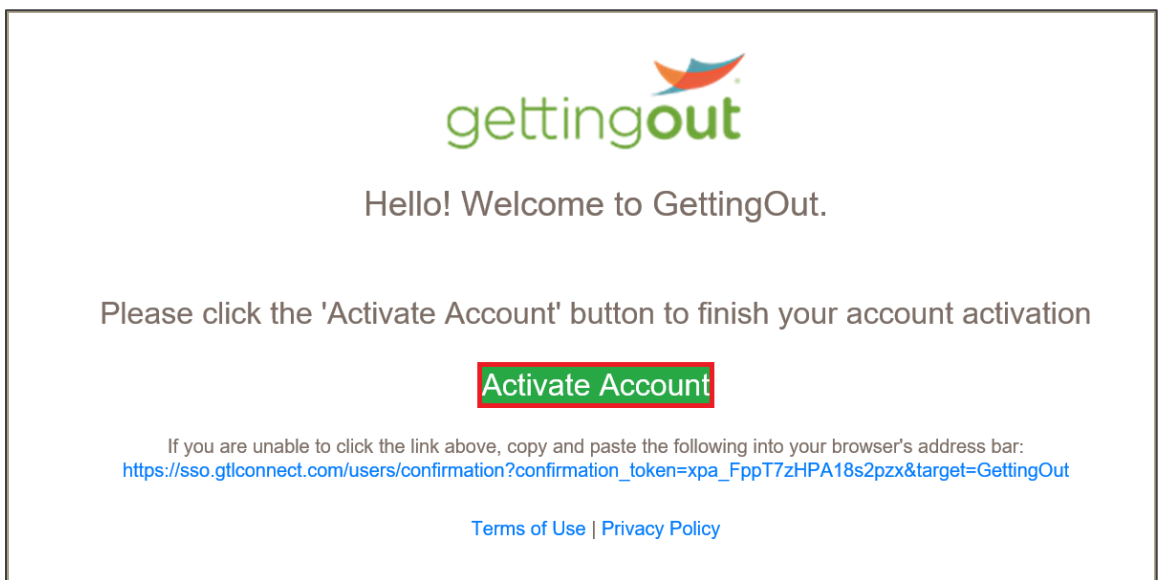 gettingout
Hello! Welcome to GettingOut.
Please click the 'Activate Account' button to finish your account activation
Activate Account
If you are unable to click the link above, copy and paste the following into your browser's address bar:
https://sso.gtlconnect.com/users/confirmation?confirmation_token=xpa_FppT7zHPA18s2pzx&target=GettingOut
Terms of Use | Privacy Policy